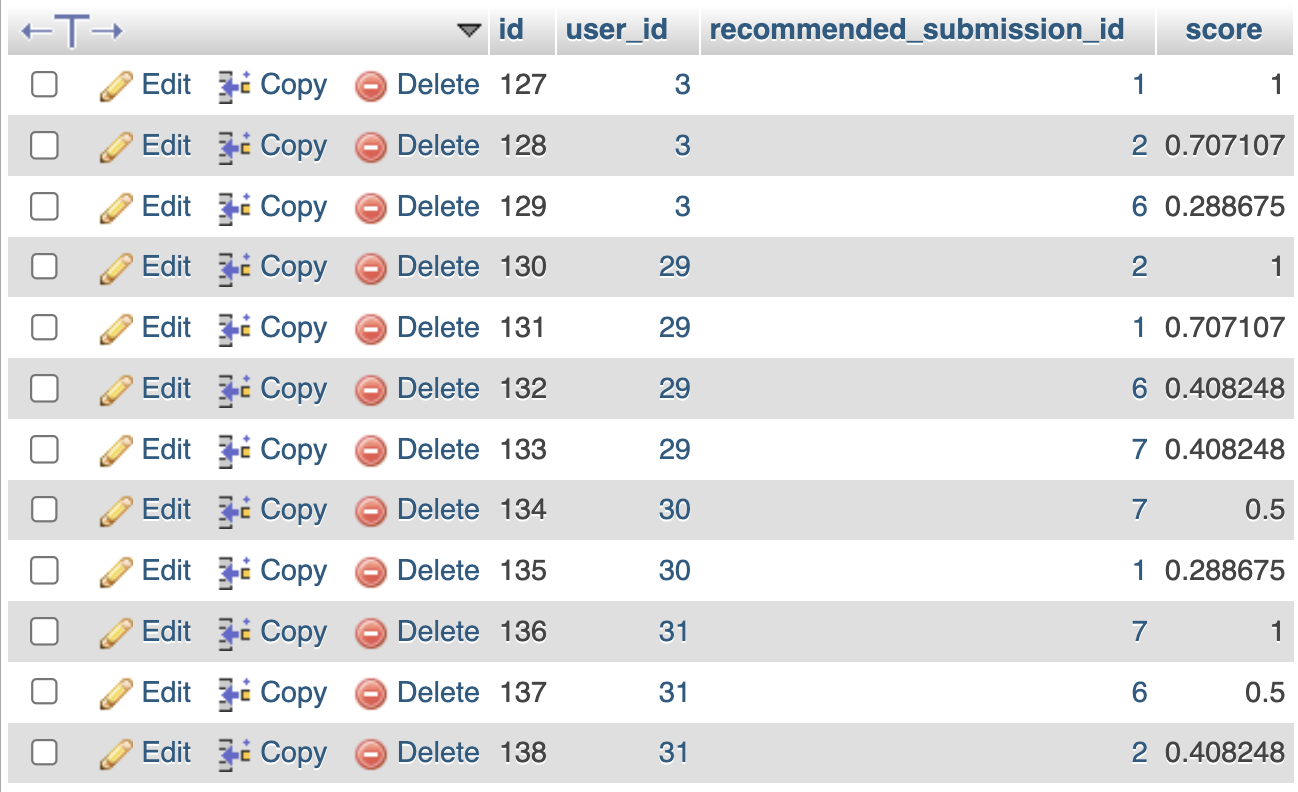 ←T→ id user_id recommended_submission_id score
Edit Copy Delete 127 3 1 1
Edit Copy Delete 128 3 2 0.707107
Edit Copy Delete 129 3 6 0.288675
Edit Copy Delete 130 29 2 1
Edit Copy Delete 131 29 1 0.707107
Edit Copy Delete 132 29 6 0.408248
Edit Copy Delete 133 29 7 0.408248
Edit Copy Delete 134 30 7 0.5
Edit Copy Delete 135 30 1 0.288675
Edit Copy Delete 136 31 7 1
Edit Copy Delete 137 31 6 0.5
Edit Copy Delete 138 31 2 0.408248